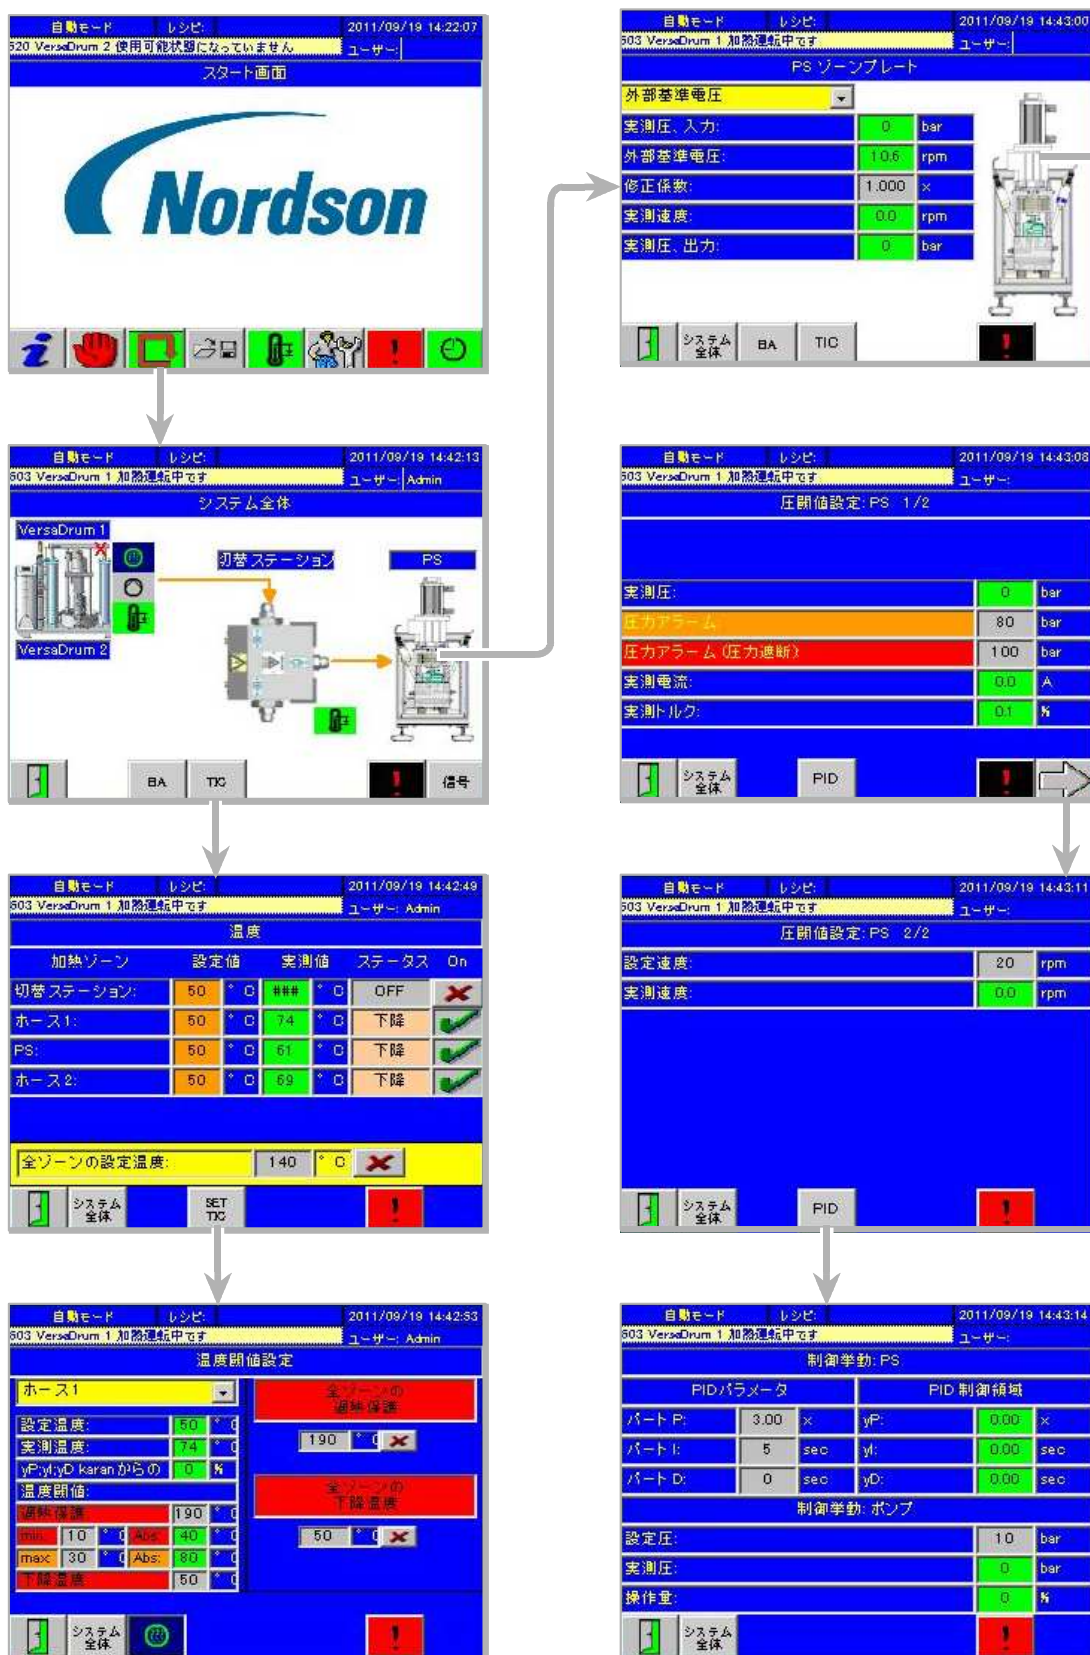 自動モード レシピ: 2011/09/19 14:22:07
520 VersaDrum 2 使用可能状態になっていません ユーザー:
スタート画面
Nordson
自動モード レシピ: 2011/09/19 14:42:13
603 VersaDrum 1 加熱運転中です ユーザー: Admin
システム全体
VersaDrum 1
切替ステーション PS
VersaDrum 2
BA TIC 信号
自動モード レシピ: 2011/09/19 14:42:49
603 VersaDrum 1 加熱運転中です ユーザー: Admin
温度
加熱ゾーン 設定値 実測値 ステータス On
切替ステーション: 50 ° C ### ° C OFF
ホース1: 50 ° C 74 ° C 下降
PS: 50 ° C 61 ° C 下降
ホース2: 50 ° C 69 ° C 下降
全ゾーンの設定温度: 140 ° C
システム全体 SET TIC
自動モード レシピ: 2011/09/19 14:42:53
603 VersaDrum 1 加熱運転中です ユーザー: Admin
温度閾値設定
ホース1
設定温度: 50 ° C
実測温度: 74 ° C
yP;yI;yD karan からの 0 %
温度閾値:
過熱保護 190 ° C
min: 10 ° C Abs: 40 ° C
max: 30 ° C Abs: 80 ° C
下降温度 50 ° C
全ゾーンの
過熱保護
190 ° C
全ゾーンの
下降温度
50 ° C
システム全体
自動モード レシピ: 2011/09/19 14:43:00
603 VersaDrum 1 加熱運転中です ユーザー:
PS ゾーンプレート
外部基準電圧
実測圧、入力: 0 bar
外部基準電圧: 10.6 rpm
修正係数: 1.000 ×
実測速度: 0.0 rpm
実測圧、出力: 0 bar
システム全体 BA TIC
自動モード レシピ: 2011/09/19 14:43:08
603 VersaDrum 1 加熱運転中です ユーザー:
圧閾値設定: PS 1/2
実測圧: 0 bar
圧力アラーム 80 bar
圧力アラーム (圧力遮断) 100 bar
実測電流: 0.0 A
実測トルク: 0.1 %
システム全体 PID
自動モード レシピ: 2011/09/19 14:43:11
603 VersaDrum 1 加熱運転中です ユーザー:
圧閾値設定: PS 2/2
設定速度: 20 rpm
実測速度: 0.0 rpm
システム全体 PID
自動モード レシピ: 2011/09/19 14:43:14
603 VersaDrum 1 加熱運転中です ユーザー:
制御挙動: PS
PIDパラメータ PID 制御領域
パート P: 3.00 × yP: 0.00 ×
パート I: 5 sec yI: 0.00 sec
パート D: 0 sec yD: 0.00 sec
制御挙動: ポンプ
設定圧: 10 bar
実測圧: 0 bar
操作量: 0 %
システム全体